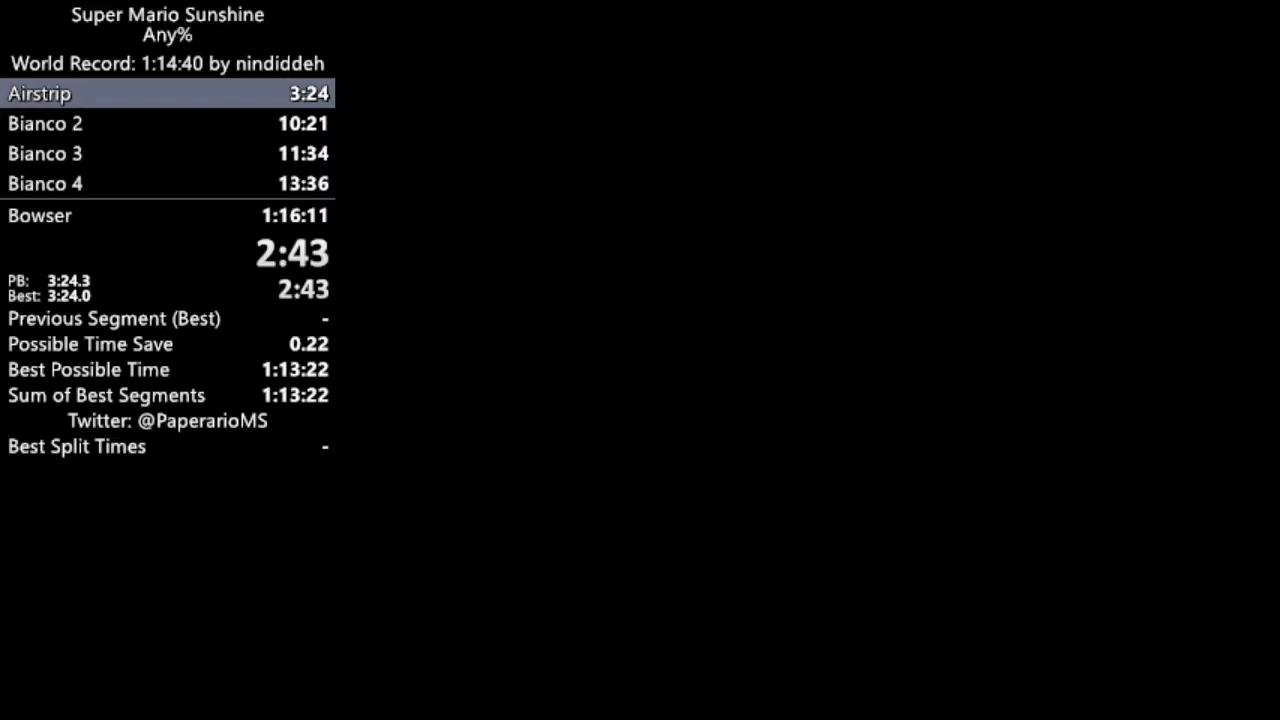 Super Mario Sunshine
Any%
World Record: 1:14:40 by nindiddeh
Airstrip 3:24
Bianco 2 10:21
Bianco 3 11:34
Bianco 4 13:36
Bowser 1:16:11
2:43
PB: 3:24.3
Best: 3:24.0
2:43
Previous Segment (Best) -
Possible Time Save 0.22
Best Possible Time 1:13:22
Sum of Best Segments 1:13:22
Twitter: @PaperarioMS
Best Split Times -